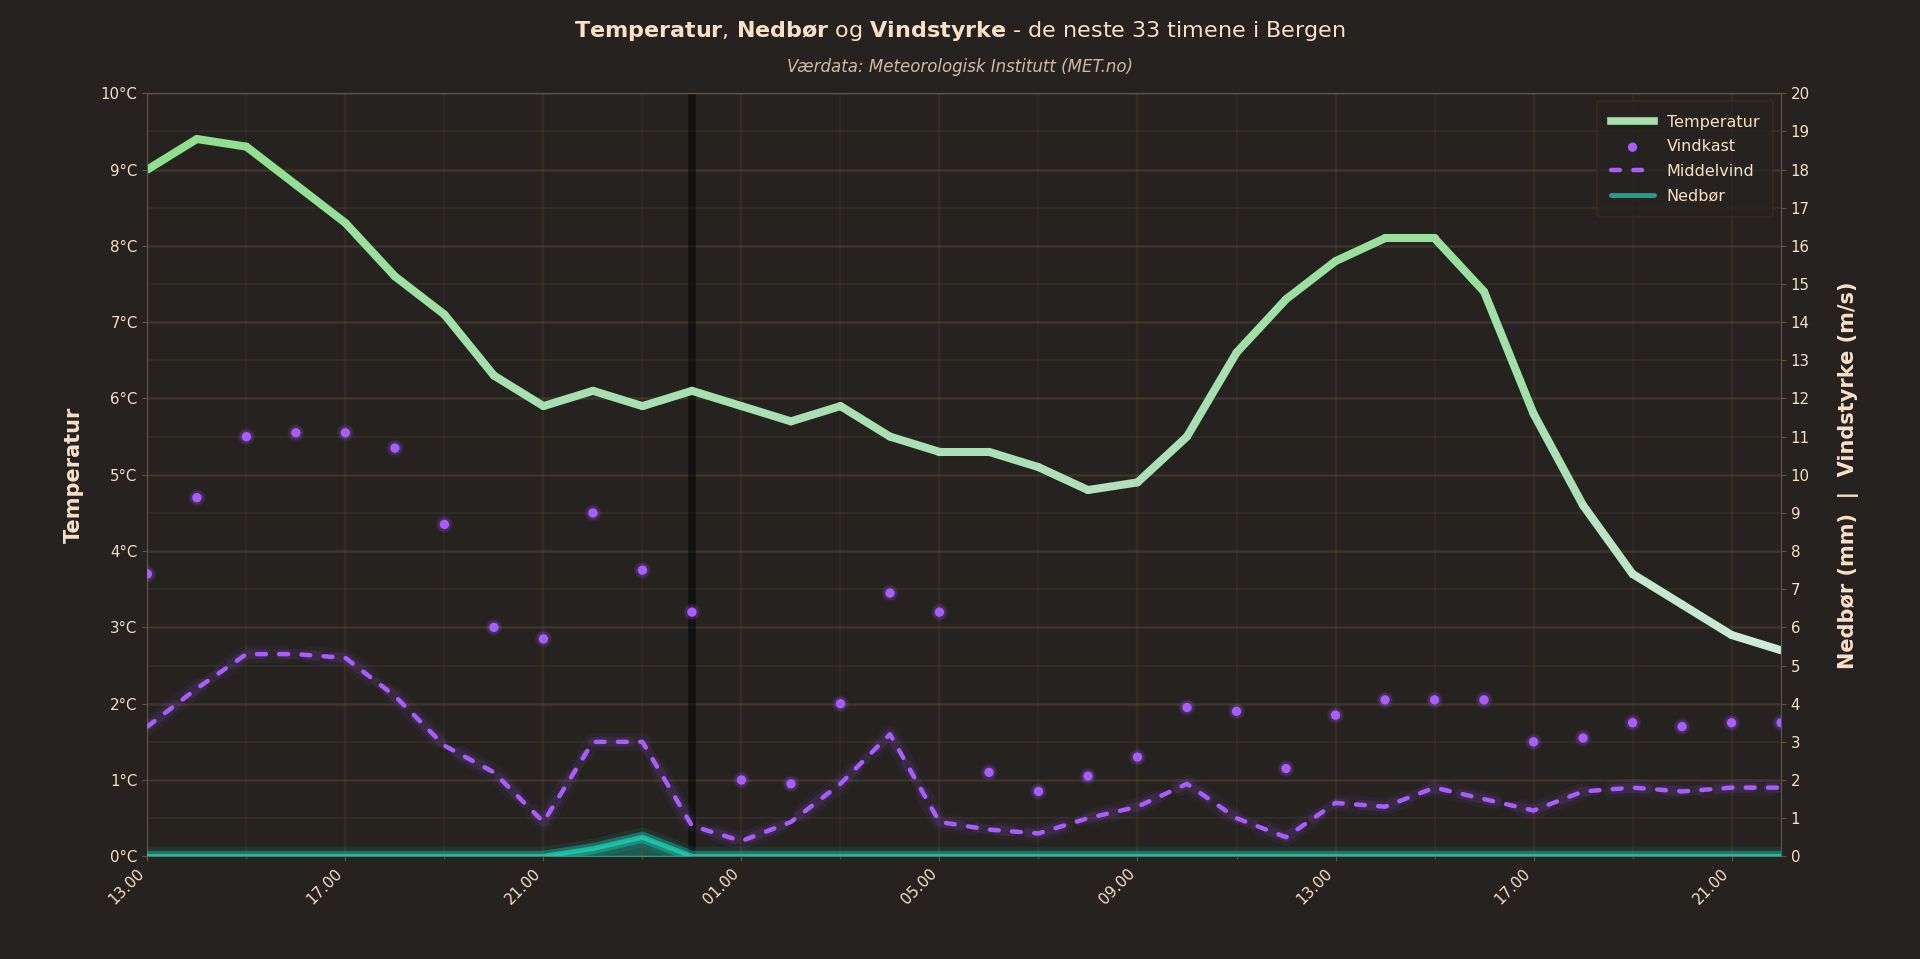 Temperatur, Nedbør og Vindstyrke - de neste 33 timene i Bergen
Værdata: Meteorologisk Institutt (MET.no)
Temperatur
10°C
9°C
8°C
7°C
6°C
5°C
4°C
3°C
2°C
1°C
0°C
Temperatur
Vindkast
Middelvind
Nedbør
20
19
18
17
16
15
14
13
12
11
10
9
8
7
6
5
4
3
2
1
0
Nedbør (mm) | Vindstyrke (m/s)
13.00
17.00
21.00
01.00
05.00
09.00
13.00
17.00
21.00